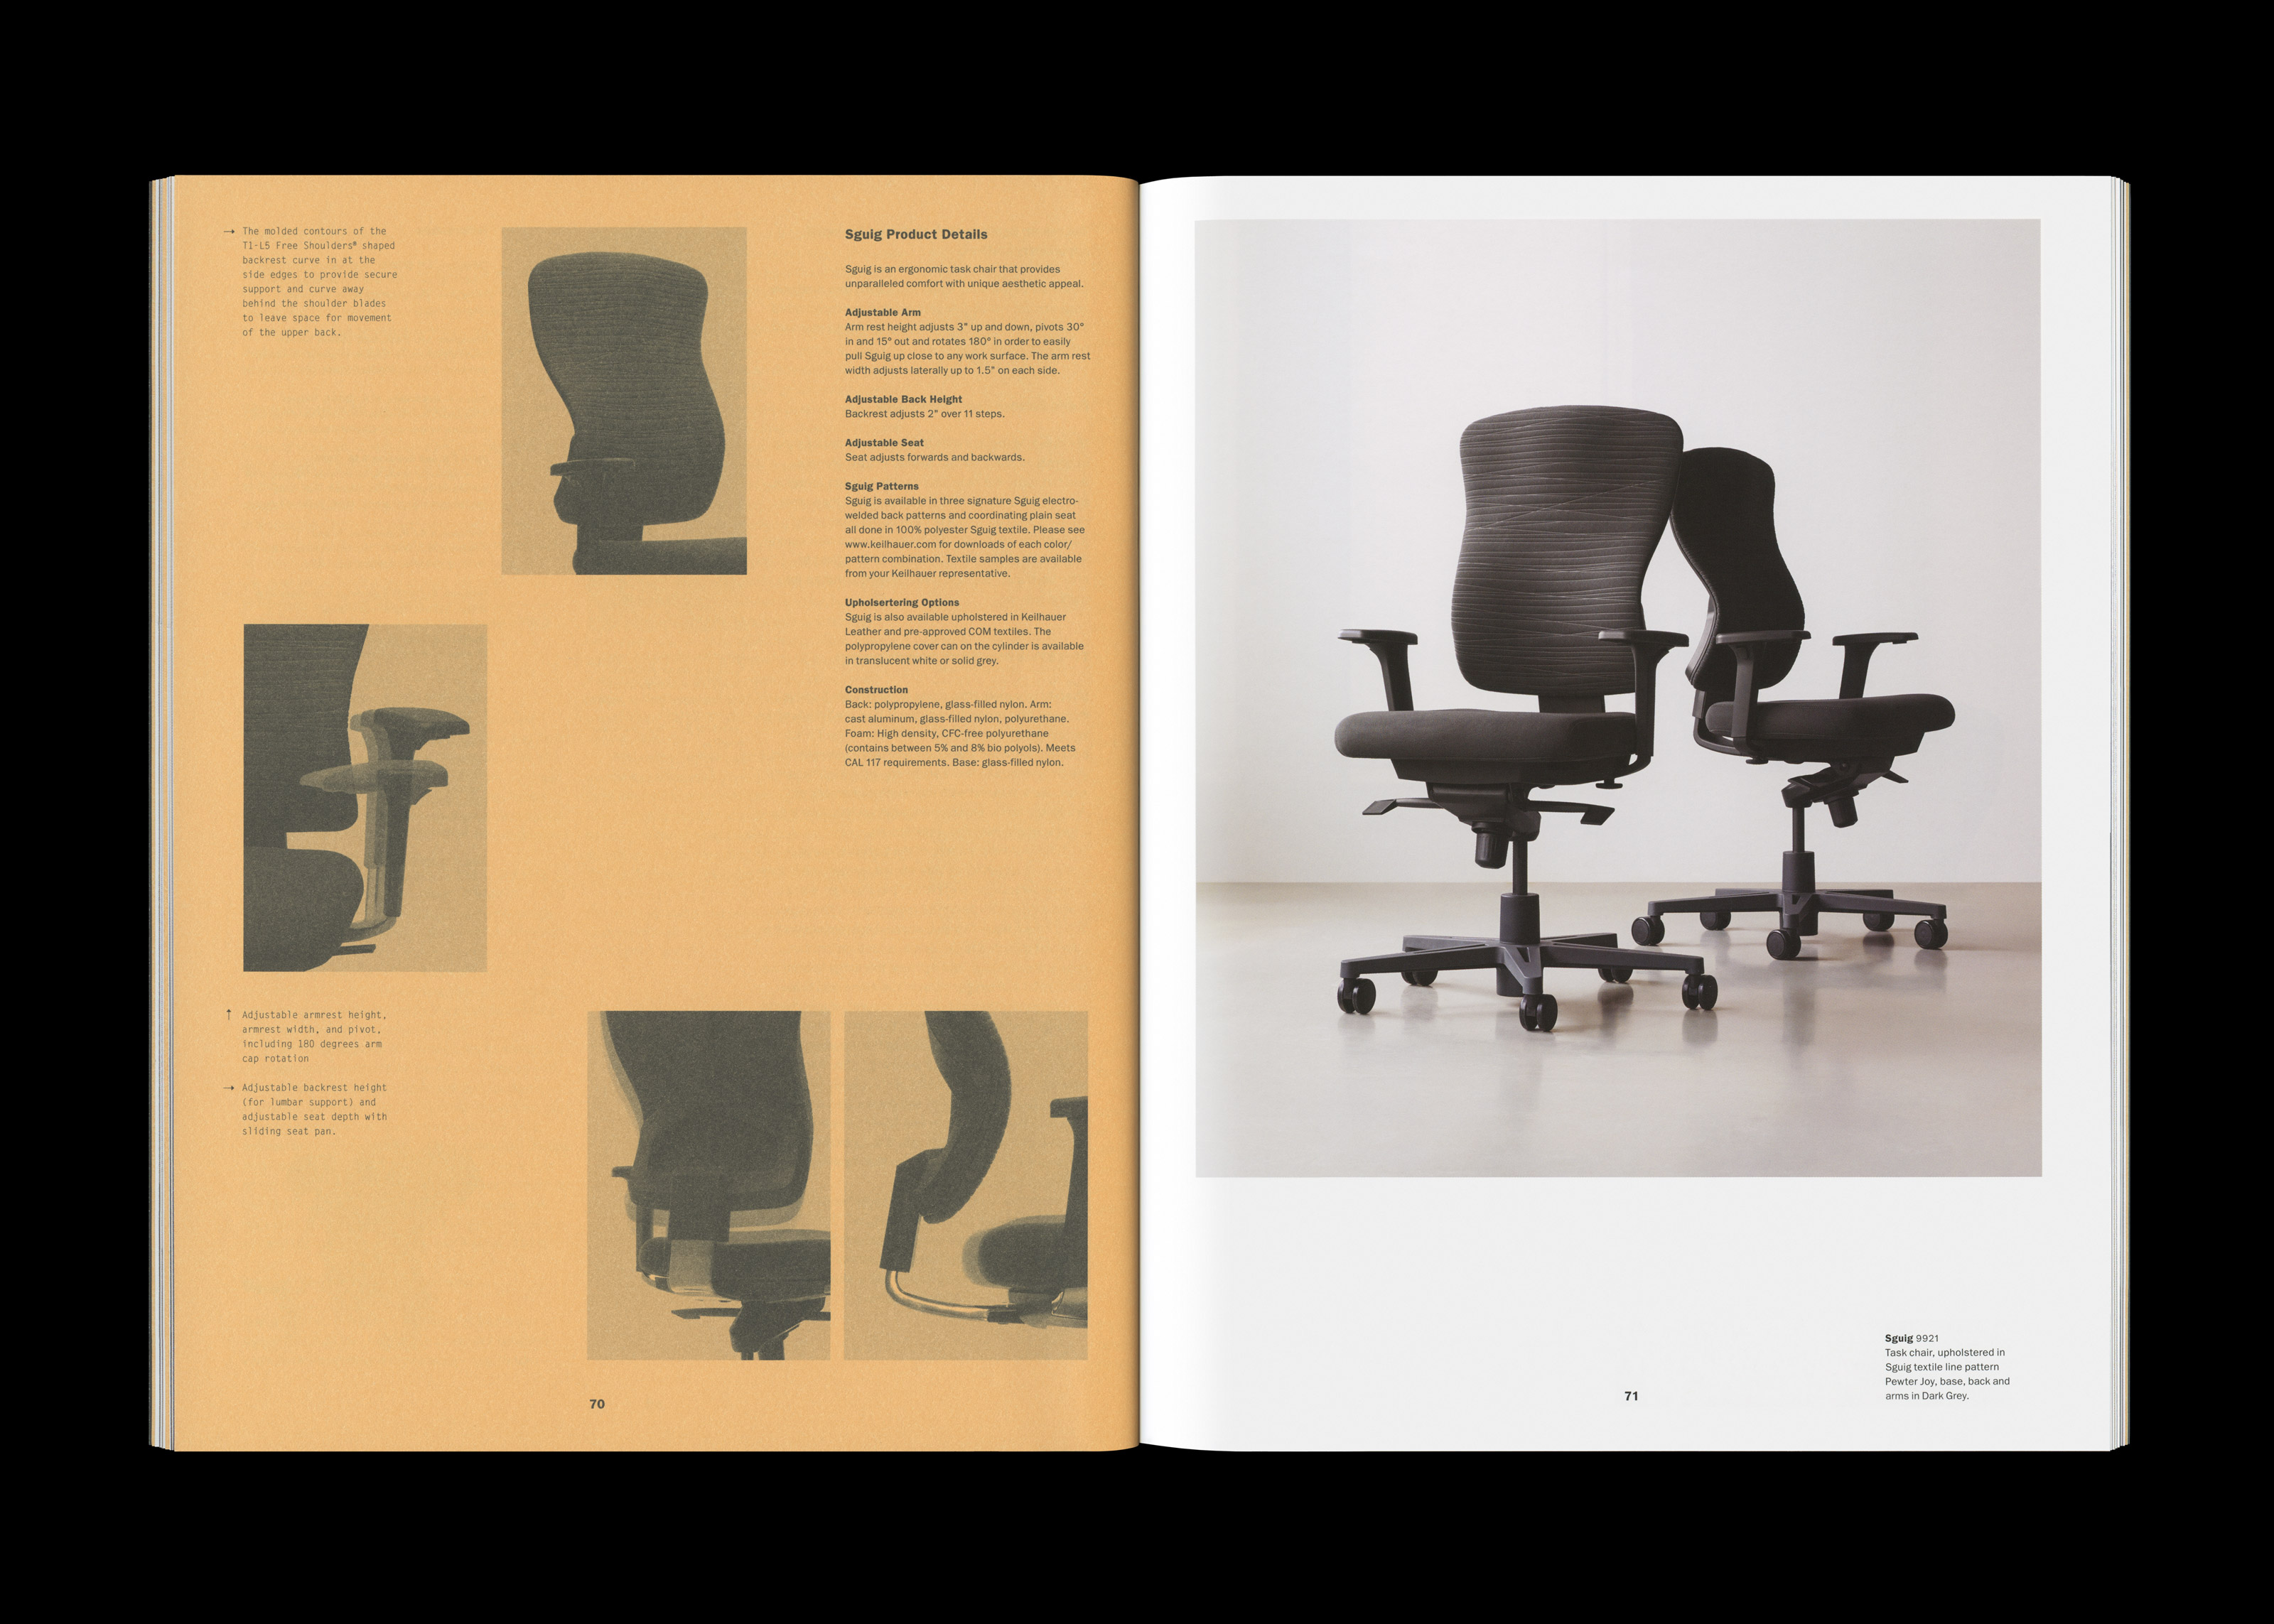 → The molded contours of the
T1-L5 Free Shoulders® shaped
backrest curve in at the
side edges to provide secure
support and curve away
behind the shoulder blades
to leave space for movement
of the upper back.
↑ Adjustable armrest height,
armrest width, and pivot,
including 180 degrees arm
cap rotation
→ Adjustable backrest height
(for lumbar support) and
adjustable seat depth with
sliding seat pan.
Sguig Product Details
Sguig is an ergonomic task chair that provides
unparalleled comfort with unique aesthetic appeal.
Adjustable Arm
Arm rest height adjusts 3" up and down, pivots 30°
in and 15° out and rotates 180° in order to easily
pull Sguig up close to any work surface. The arm rest
width adjusts laterally up to 1.5" on each side.
Adjustable Back Height
Backrest adjusts 2" over 11 steps.
Adjustable Seat
Seat adjusts forwards and backwards.
Sguig Patterns
Sguig is available in three signature Sguig electro-
welded back patterns and coordinating plain seat
all done in 100% polyester Sguig textile. Please see
www.keilhauer.com for downloads of each color/
pattern combination. Textile samples are available
from your Keilhauer representative.
Upholsertering Options
Sguig is also available upholstered in Keilhauer
Leather and pre-approved COM textiles. The
polypropylene cover can on the cylinder is available
in translucent white or solid grey.
Construction
Back: polypropylene, glass-filled nylon. Arm:
cast aluminum, glass-filled nylon, polyurethane.
Foam: High density, CFC-free polyurethane
(contains between 5% and 8% bio polyols). Meets
CAL 117 requirements. Base: glass-filled nylon.
70
71
Sguig 9921
Task chair, upholstered in
Sguig textile line pattern
Pewter Joy, base, back and
arms in Dark Grey.